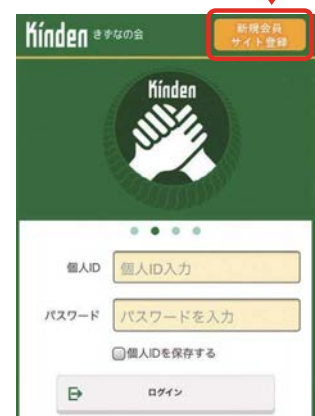 Kinden きずなの会
新規会員
サイト登録
Kinden
個人ID
個人ID入力
パスワード
パスワードを入力
個人IDを保存する
ログイン